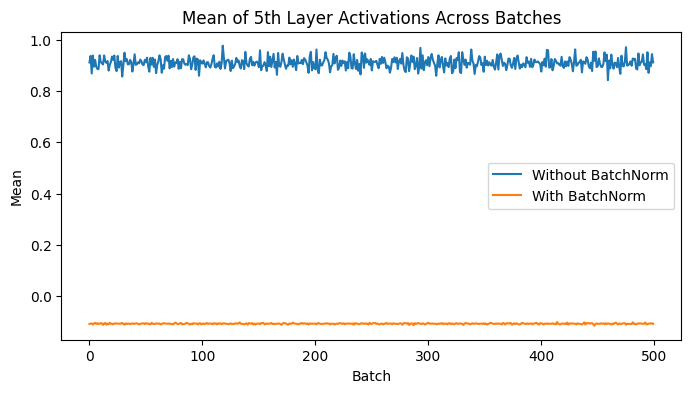 Mean of 5th Layer Activations Across Batches
1.0
0.8
0.6
0.4
0.2
0.0
Mean
Without BatchNorm
With BatchNorm
0 100 200 300 400 500
Batch